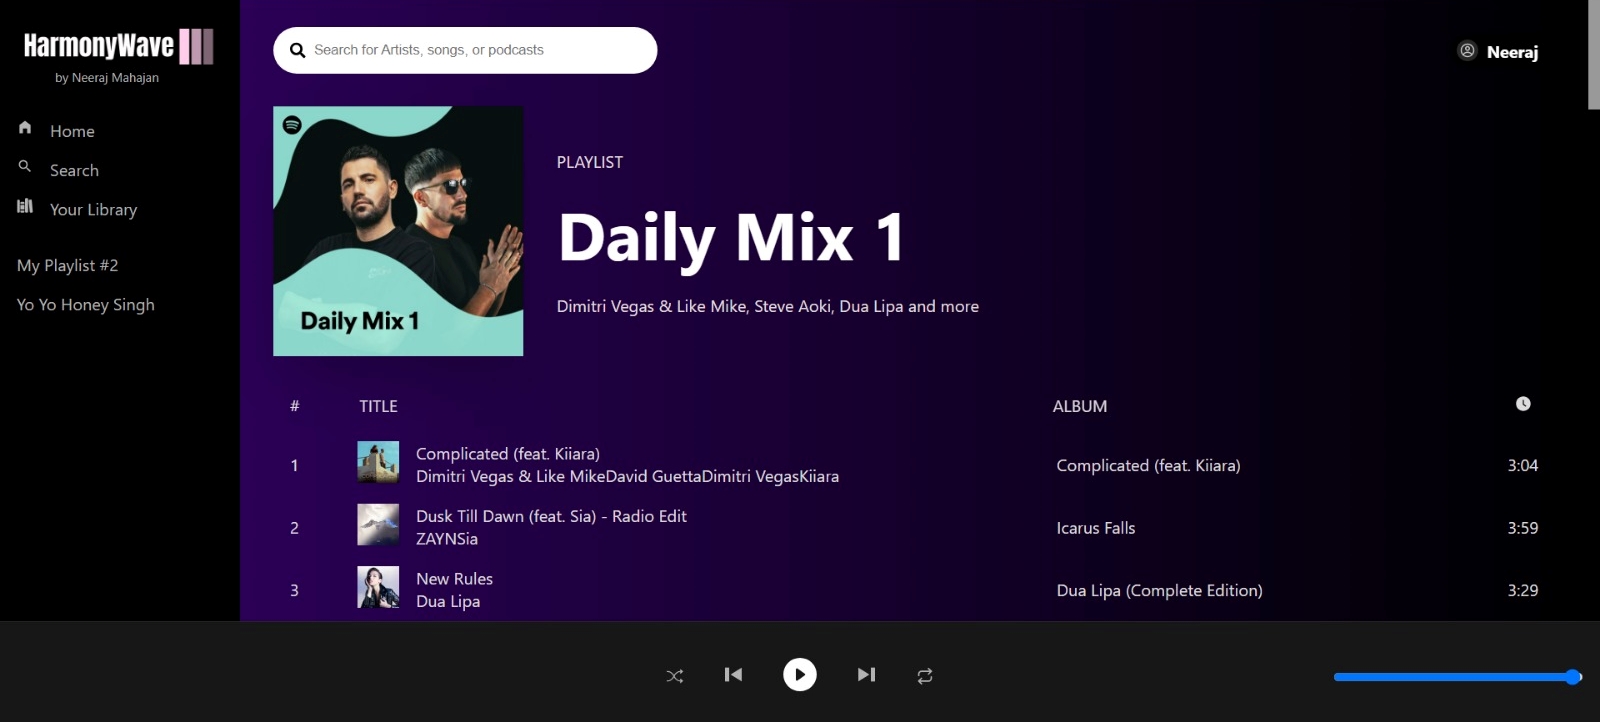 HarmonyWave
by Neeraj Mahajan
Home
Search
Your Library
My Playlist #2
Yo Yo Honey Singh
Search for Artists, songs, or podcasts
Neeraj
Daily Mix 1
PLAYLIST
Daily Mix 1
Dimitri Vegas & Like Mike, Steve Aoki, Dua Lipa and more
# TITLE ALBUM
1 Complicated (feat. Kiiara) Complicated (feat. Kiiara) 3:04
Dimitri Vegas & Like MikeDavid GuettaDimitri VegasKiiara
2 Dusk Till Dawn (feat. Sia) - Radio Edit Icarus Falls 3:59
ZAYNSia
3 New Rules Dua Lipa (Complete Edition) 3:29
Dua Lipa